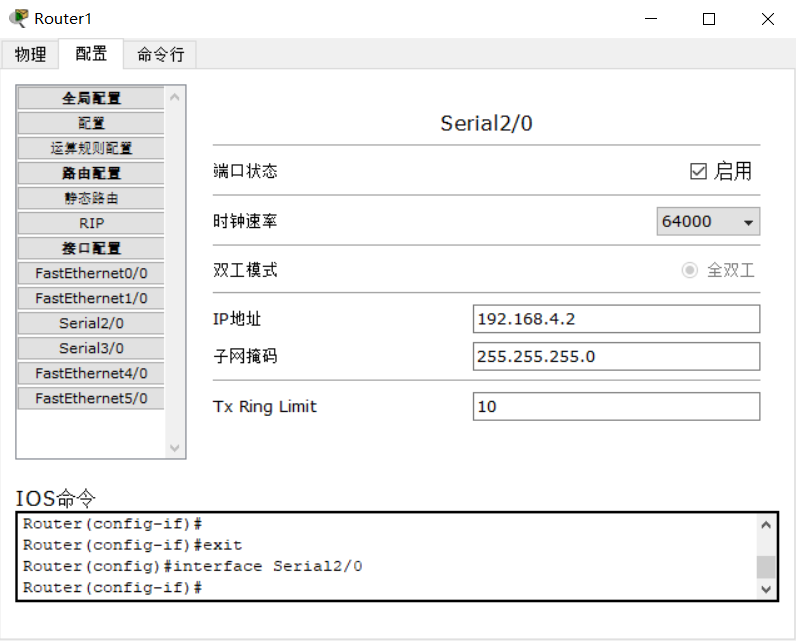 Router1
物理 配置 命令行
全局配置
配置
运算规则配置
路由配置
静态路由
RIP
接口配置
FastEthernet0/0
FastEthernet1/0
Serial2/0
Serial3/0
FastEthernet4/0
FastEthernet5/0
Serial2/0
端口状态 启用
时钟速率 64000
双工模式 全双工
IP地址 192.168.4.2
子网掩码 255.255.255.0
Tx Ring Limit 10
IOS命令
Router(config-if)#
Router(config-if)#exit
Router(config)#interface Serial2/0
Router(config-if)#